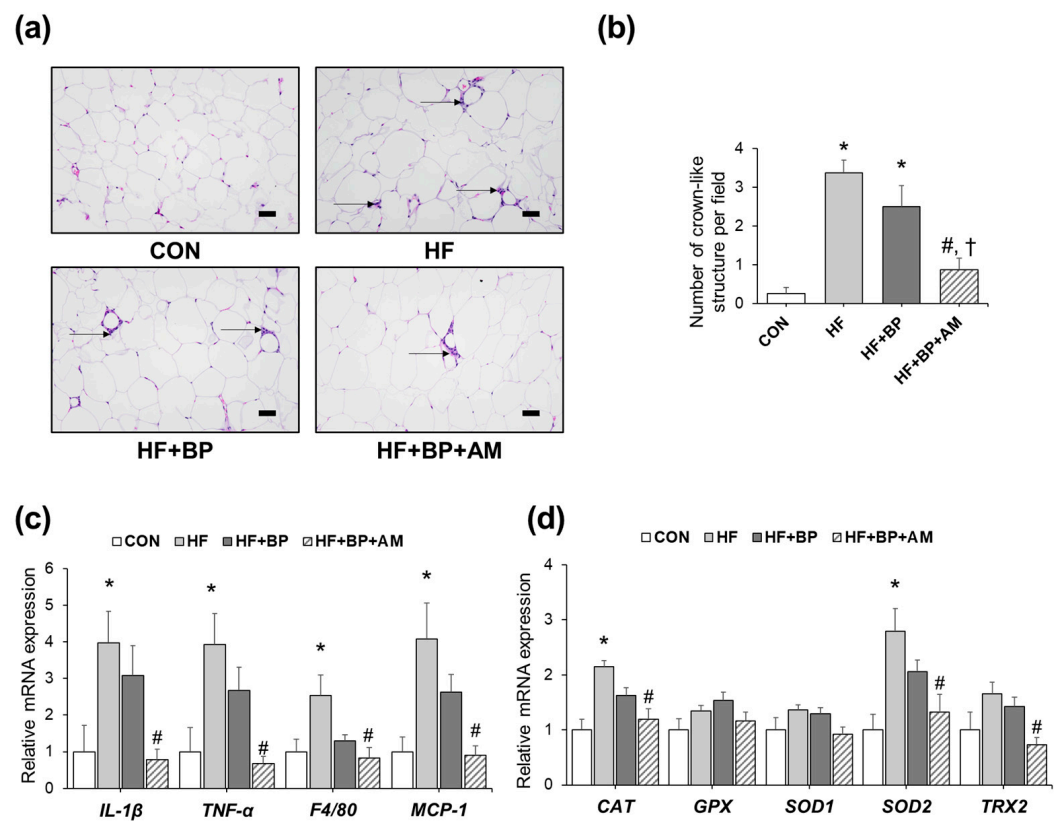 (a)
CON
HF
HF+BP
HF+BP+AM
(b)
Number of crown-like
structure per field
4
3
2
1
0
*
*
#, †
CON
HF
HF+BP
HF+BP+AM
(c)
CON HF HF+BP HF+BP+AM
Relative mRNA expression
6
5
4
3
2
1
0
*
#
*
#
*
#
*
#
IL-1β TNF-α F4/80 MCP-1
(d)
CON HF HF+BP HF+BP+AM
Relative mRNA expression
4
3
2
1
0
*
#
*
#
#
CAT GPX SOD1 SOD2 TRX2